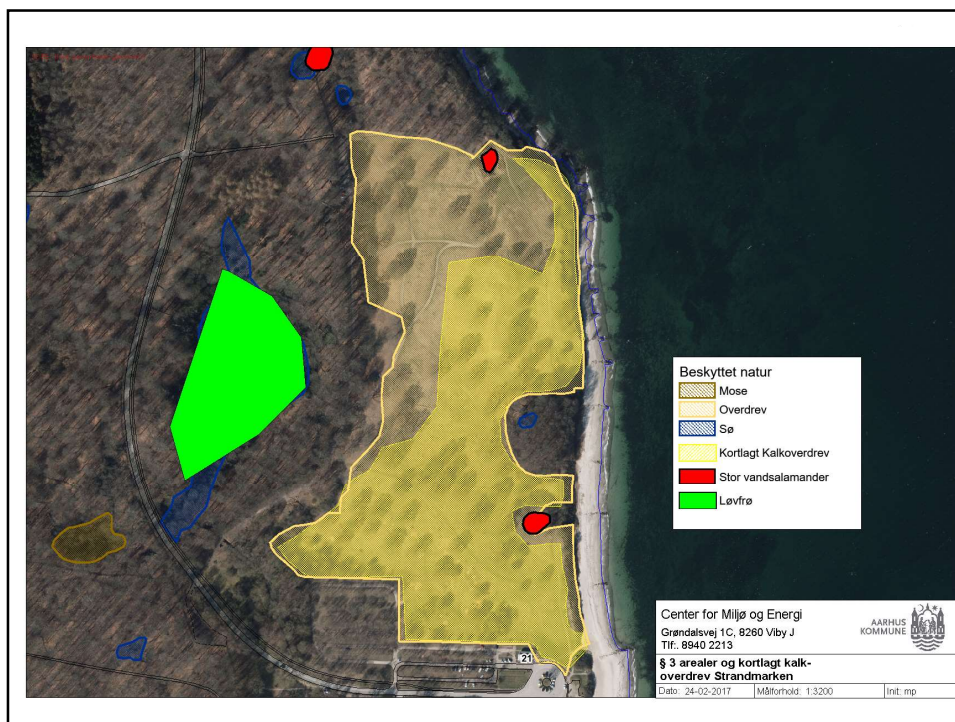 Beskyttet natur
Mose
Overdrev
Sø
Kortlagt Kalkoverdrev
Stor vandsalamander
Løvfrø
21
Center for Miljø og Energi
Grøndalsvej 1C, 8260 Viby J
Tlf:. 8940 2213
AARHUS
KOMMUNE
§ 3 arealer og kortlagt kalk-
overdrev Strandmarken
Dato: 24-02-2017 Målforhold: 1:3200 Init: mp